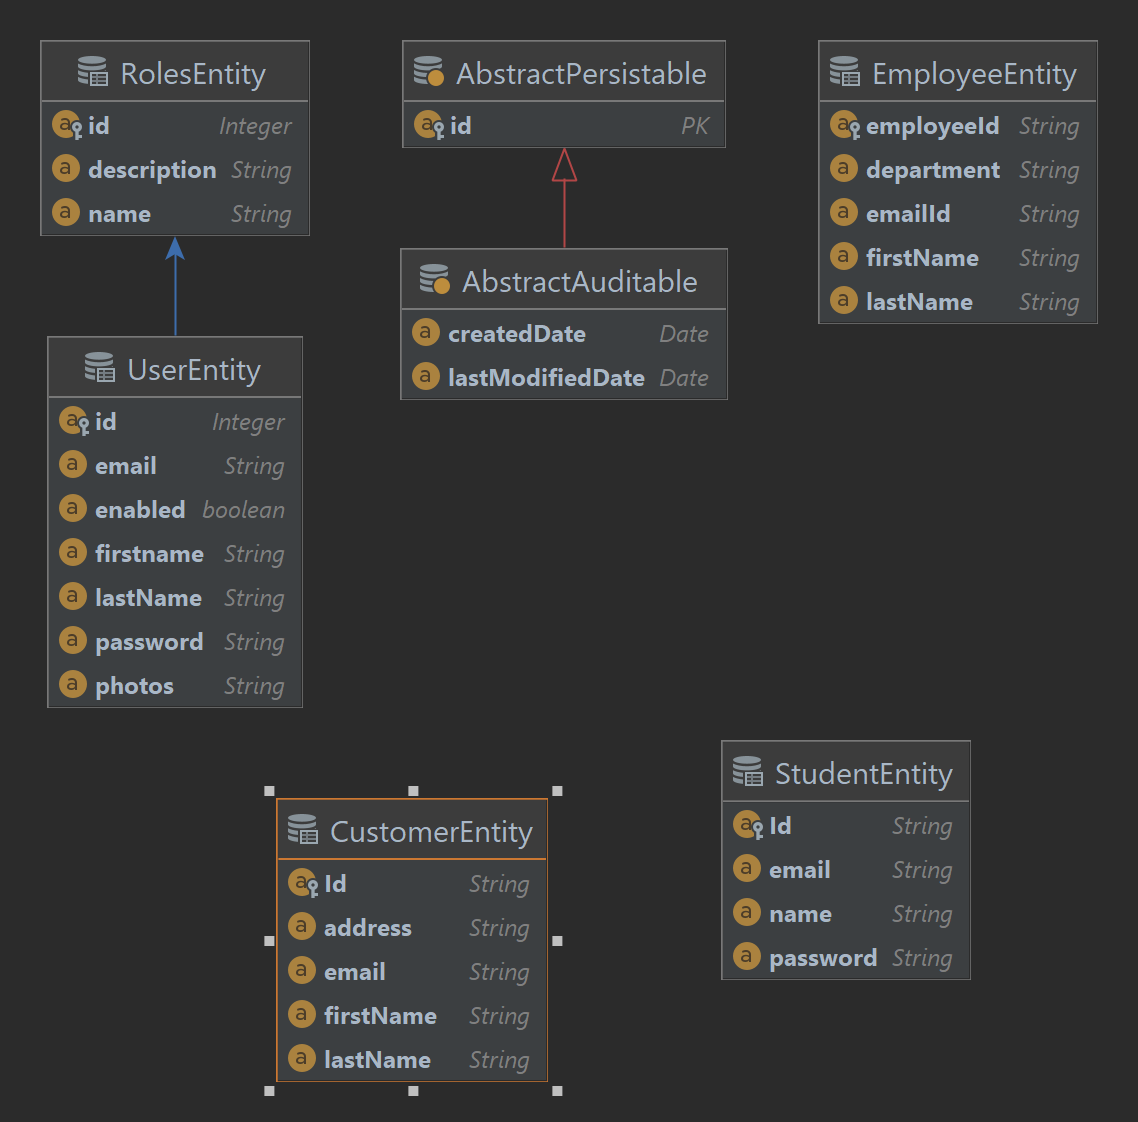 RolesEntity
id Integer
description String
name String
AbstractPersistable
id PK
EmployeeEntity
employeeId String
department String
emailId String
firstName String
lastName String
AbstractAuditable
createdDate Date
lastModifiedDate Date
UserEntity
id Integer
email String
enabled boolean
firstname String
lastName String
password String
photos String
CustomerEntity
Id String
address String
email String
firstName String
lastName String
StudentEntity
Id String
email String
name String
password String